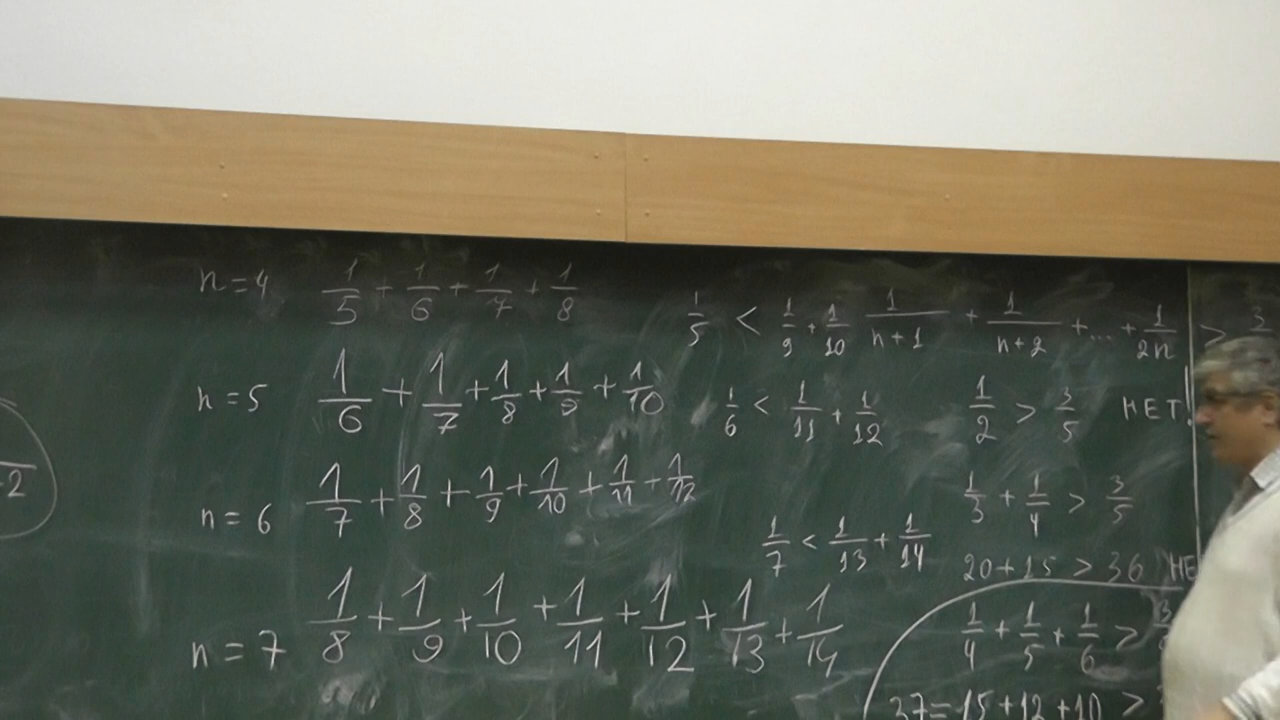 n=4 1/5 + 1/6 + 1/7 + 1/8
1/5 < 1/9 + 1/10
n=5 1/6 + 1/7 + 1/8 + 1/9 + 1/10
1/6 < 1/11 + 1/12
n=6 1/7 + 1/8 + 1/9 + 1/10 + 1/11 + 1/12
1/7 < 1/13 + 1/14
n=7 1/8 + 1/9 + 1/10 + 1/11 + 1/12 + 1/13 + 1/14
1/(n+1) + 1/(n+2) + ... + 1/2n > 3
1/2 > 3/5 НЕТ!
1/3 + 1/4 > 3/5
20+15 > 36 НЕ
1/4 + 1/5 + 1/6 > 3
37=15+12+10 >
2